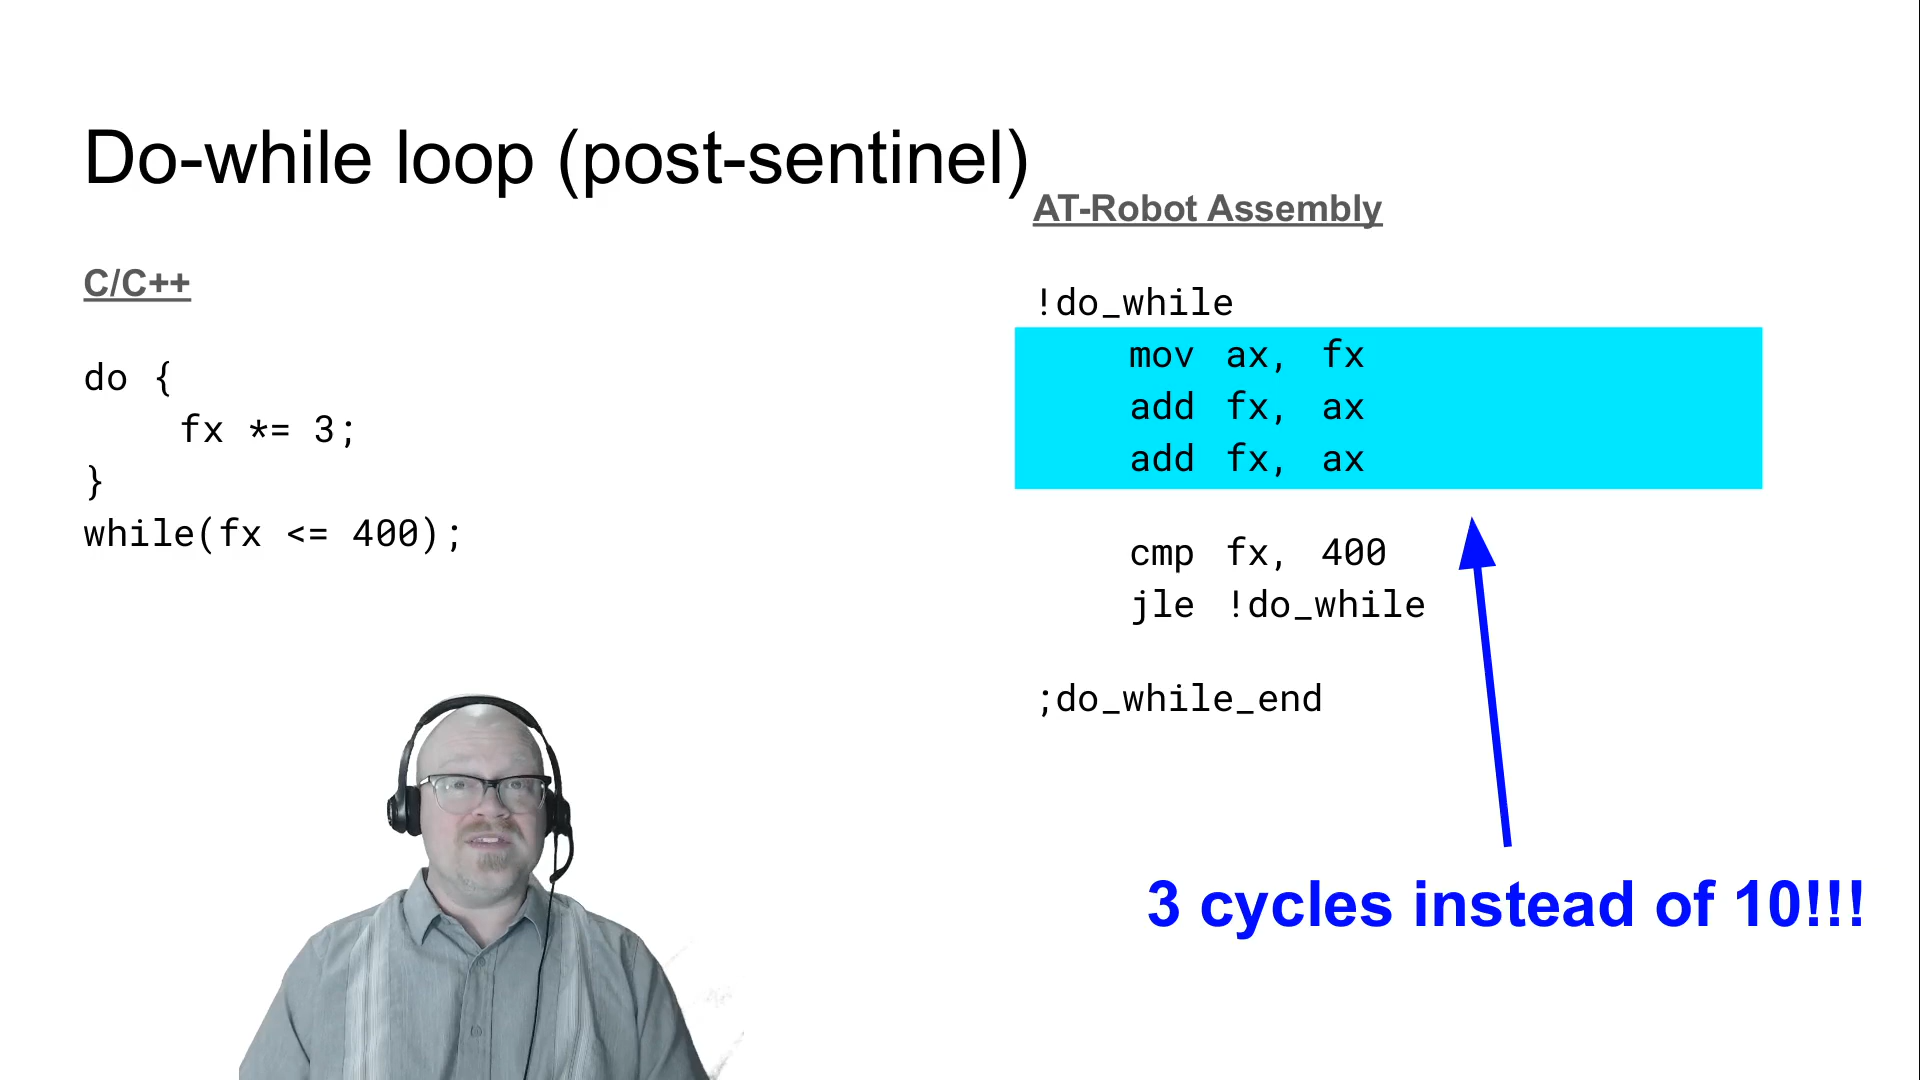 Do-while loop (post-sentinel)
C/C++
do {
    fx *= 3;
}
while(fx <= 400);
AT-Robot Assembly
!do_while
    mov ax, fx
    add fx, ax
    add fx, ax
    cmp fx, 400
    jle !do_while
;do_while_end
3 cycles instead of 10!!!